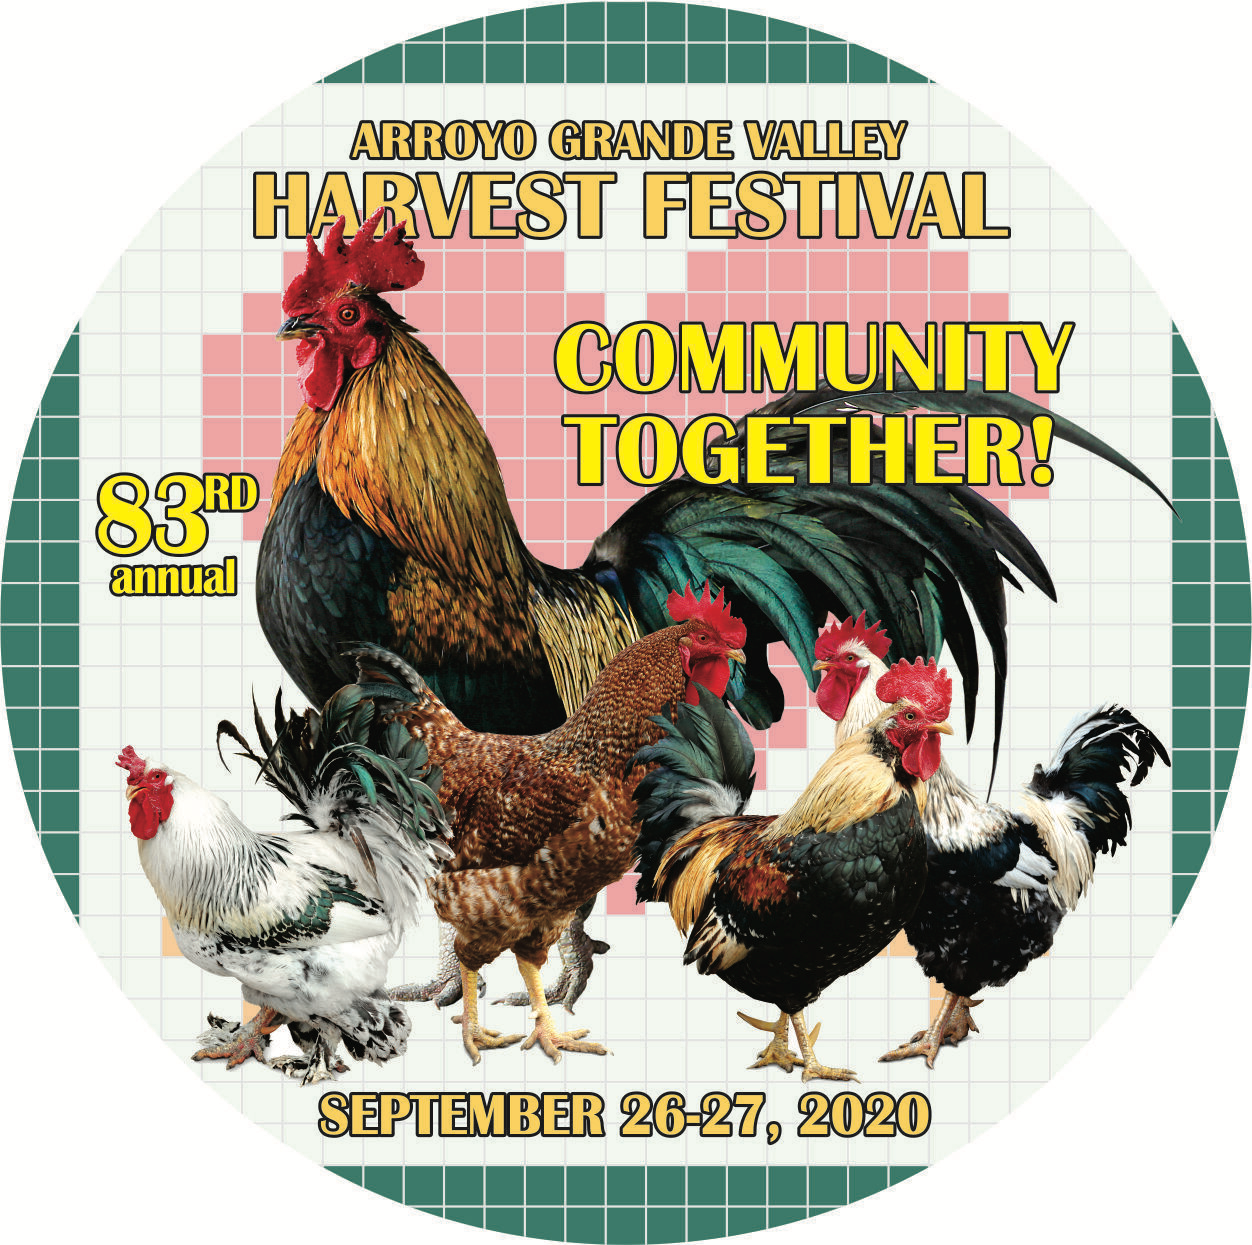 ARROYO GRANDE VALLEY
HARVEST FESTIVAL
COMMUNITY
TOGETHER!
83RD
annual
SEPTEMBER 26-27, 2020